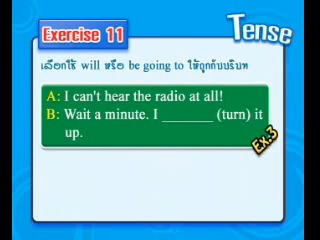 Exercise 11
Tense
เลือกใช้ will หรือ be going to ให้ถูกกับบริบท
A: I can't hear the radio at all!
B: Wait a minute. I _______ (turn) it
up.
Ex.3